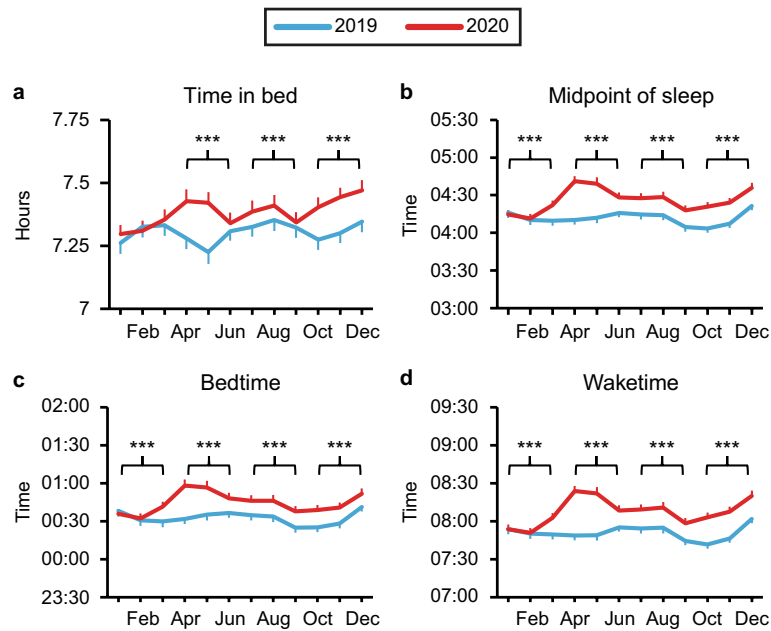 2019 2020
a Time in bed
7.75
7.5
7.25
7
Hours
*** *** ***
Feb Apr Jun Aug Oct Dec
b Midpoint of sleep
05:30
05:00
04:30
04:00
03:30
03:00
Time
*** *** *** ***
Feb Apr Jun Aug Oct Dec
c Bedtime
02:00
01:30
01:00
00:30
00:00
23:30
Time
*** *** *** ***
Feb Apr Jun Aug Oct Dec
d Waketime
09:30
09:00
08:30
08:00
07:30
07:00
Time
*** *** *** ***
Feb Apr Jun Aug Oct Dec